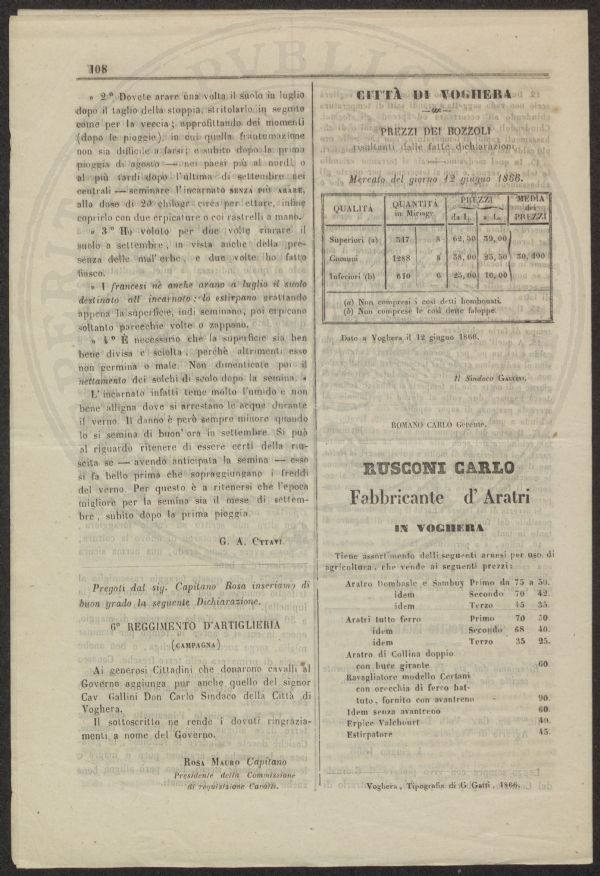 108
» 2.° Dovete arare una volta il suolo in luglio
dopo il taglio della stoppia, stritolarlo in seguito
come per la veccia; approfittando dei momenti
(dopo le pioggie), in cui quella frantumazione
non sia difficile a farsi; e subito dopo la prima
pioggia di agosto — nei paesi più al nord, o
al più tardi dopo l'ultima di settembre nei
centrali — seminare l'incarnato SENZA PIÙ ARARE,
alla dose di 20 chilogr. circa per ettare, infine
coprirlo con due erpicature o coi rastrelli a mano.
» 3.° Ho voluto per due volte riarare il
suolo a settembre, in vista anche della pre-
senza delle mal'erbe, e due volte ho fatto
fiasco.
» I francesi nè anche arano a luglio il suolo
destinato all'incarnato: lo estirpano grattando
appena la superficie, indi seminano, poi erpicano
soltanto parecchie volte o zappano.
» 4.° È necessario che la superficie sia ben
bene divisa e sciolta, perchè altrimenti esso
non germina o male. Non dimenticate poi il
nettamento dei solchi di scolo dopo la semina. »
L'incarnato infatti teme molto l'umido e non
bene alligna dove si arrestano le acque durante
il verno. Il danno è però sempre minore quando
lo si semina di buon'ora in settembre. Si può
al riguardo ritenere di essere certi della riu-
scita se — avendo anticipata la semina — esso
si fa bello prima che sopraggiungano i freddi
del verno. Per questo è a ritenersi che l'epoca
migliore per la semina sia il mese di settem-
bre, subito dopo la prima pioggia.
G. A. OTTAVI.
Pregati dal sig. Capitano Rosa inseriamo di
buon grado la seguente Dichiarazione.
6° REGGIMENTO D'ARTIGLIERIA
(CAMPAGNA)
Ai generosi Cittadini che donarono cavalli al
Governo aggiunga pur anche quello del signor
Cav. Gallini Don Carlo Sindaco della Città di
Voghera.
Il sottoscritto ne rende i dovuti ringrazia-
menti a nome del Governo.
ROSA MAURO Capitano
Presidente della Commissione
di requisizione Cavalli.
CITTÀ DI VOGHERA
PREZZI DEI BOZZOLI
risultanti dalle fatte dichiarazioni
Mercato del giorno 12 giugno 1866.
QUALITÀ QUANTITÀ in Miriagr. PREZZI da L. a L. MEDIA dei PREZZI
Superiori (a) 517 8 62,50 39,00
Comuni 1288 8 38,00 25,50 30,490
Inferiori (b) 610 6 25,00 10,00
(a) Non compresi i così detti bombonati.
(b) Non comprese le così dette faloppe.
Dato a Voghera il 12 giugno 1866.
Il Sindaco GALLINI.
ROMANO CARLO Gerente.
RUSCONI CARLO
Fabbricante d'Aratri
IN VOGHERA
Tiene assortimento delli seguenti arnesi per uso di
agricoltura, che vende ai seguenti prezzi:
Aratro Dombasle e Sambuy Primo da 75 a 50.
idem Secondo 70 42.
idem Terzo 45 35.
Aratri tutto ferro Primo 70 50
idem Secondo 68 40.
idem Terzo 35 25.
Aratro di Collina doppio
con bure girante 60.
Ravagliatore modello Certani
con orecchia di ferro bat-
tuto, fornito con avantreno 90.
Idem senza avantreno 60.
Erpice Valchourt 40.
Estirpatore 45.
Voghera, Tipografia di G. Gatti, 1866.